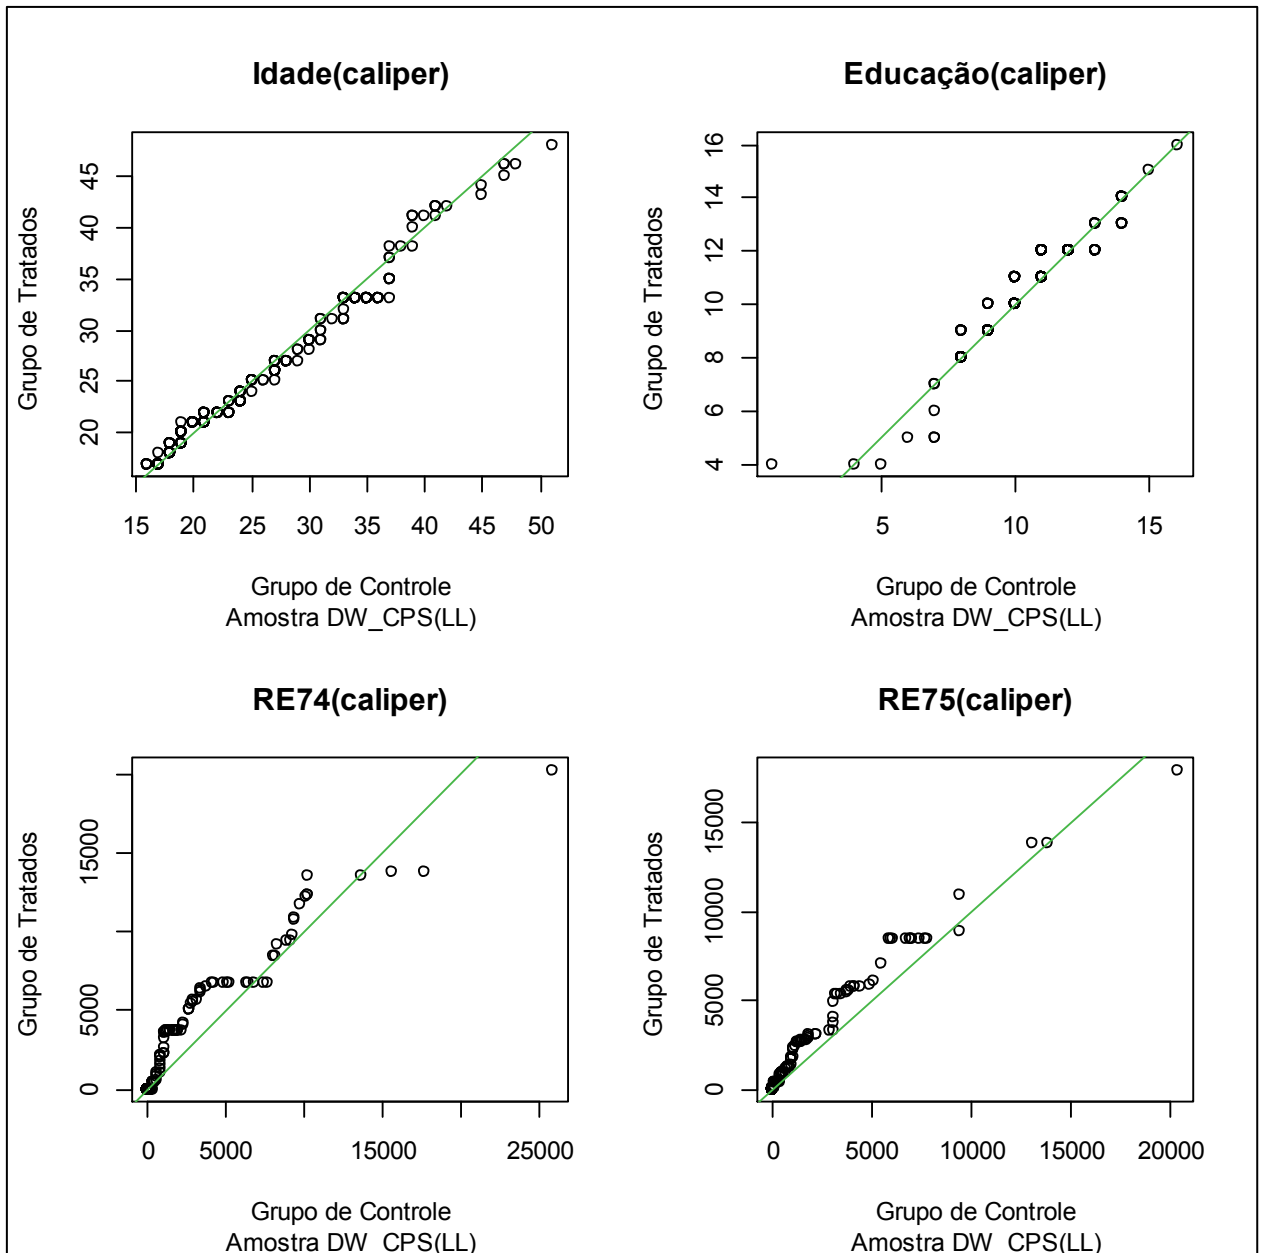 Idade(caliper)
Grupo de Tratados
20 25 30 35 40 45
15 20 25 30 35 40 45 50
Grupo de Controle
Amostra DW_CPS(LL)
Educação(caliper)
Grupo de Tratados
4 6 8 10 12 14 16
5 10 15
Grupo de Controle
Amostra DW_CPS(LL)
RE74(caliper)
Grupo de Tratados
0 5000 15000
0 5000 15000 25000
Grupo de Controle
Amostra DW_CPS(LL)
RE75(caliper)
Grupo de Tratados
0 5000 10000 15000
0 5000 10000 15000 20000
Grupo de Controle
Amostra DW_CPS(LL)